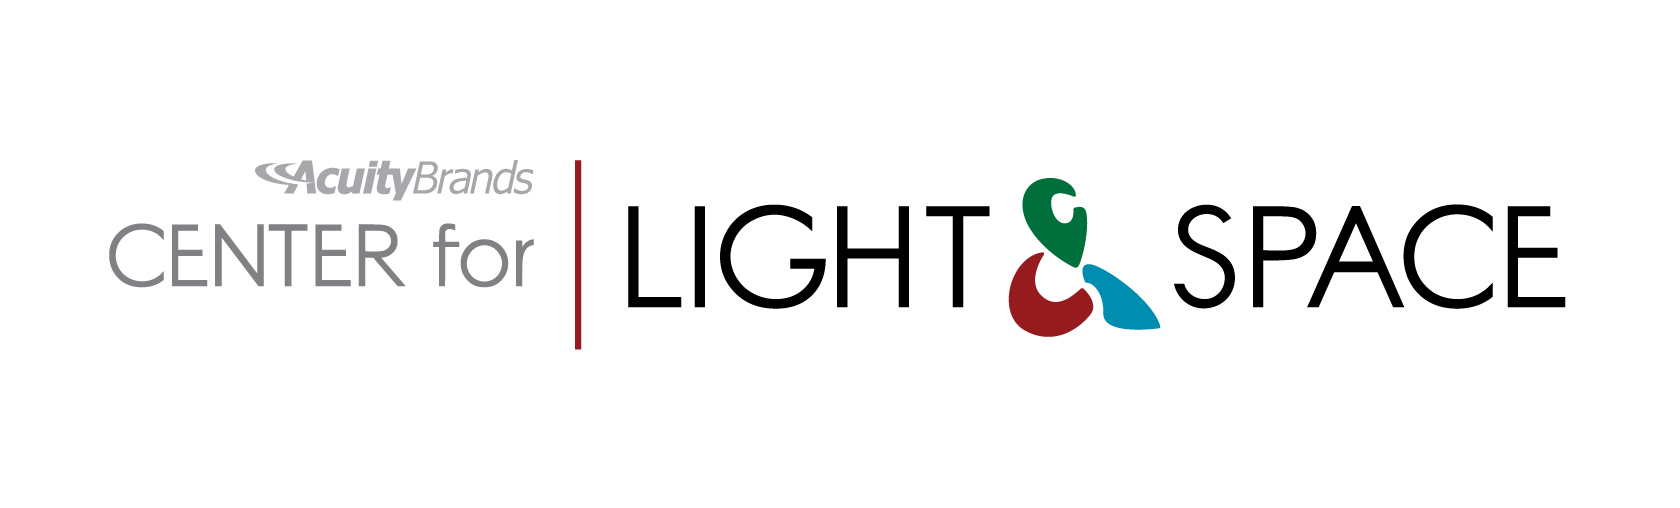 AcuityBrands
CENTER for
LIGHT & SPACE